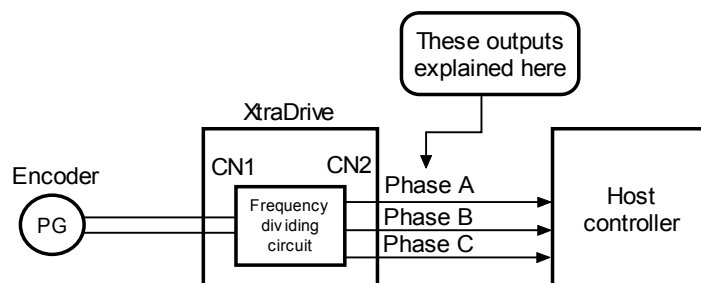 These outputs
explained here
XtraDrive
CN1
CN2
Encoder
PG
Frequency
dividing
circuit
Phase A
Phase B
Phase C
Host
controller